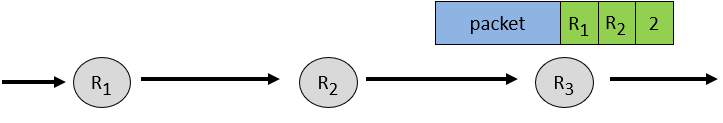 packet R₁ R₂ 2
R₁ R₂ R₃